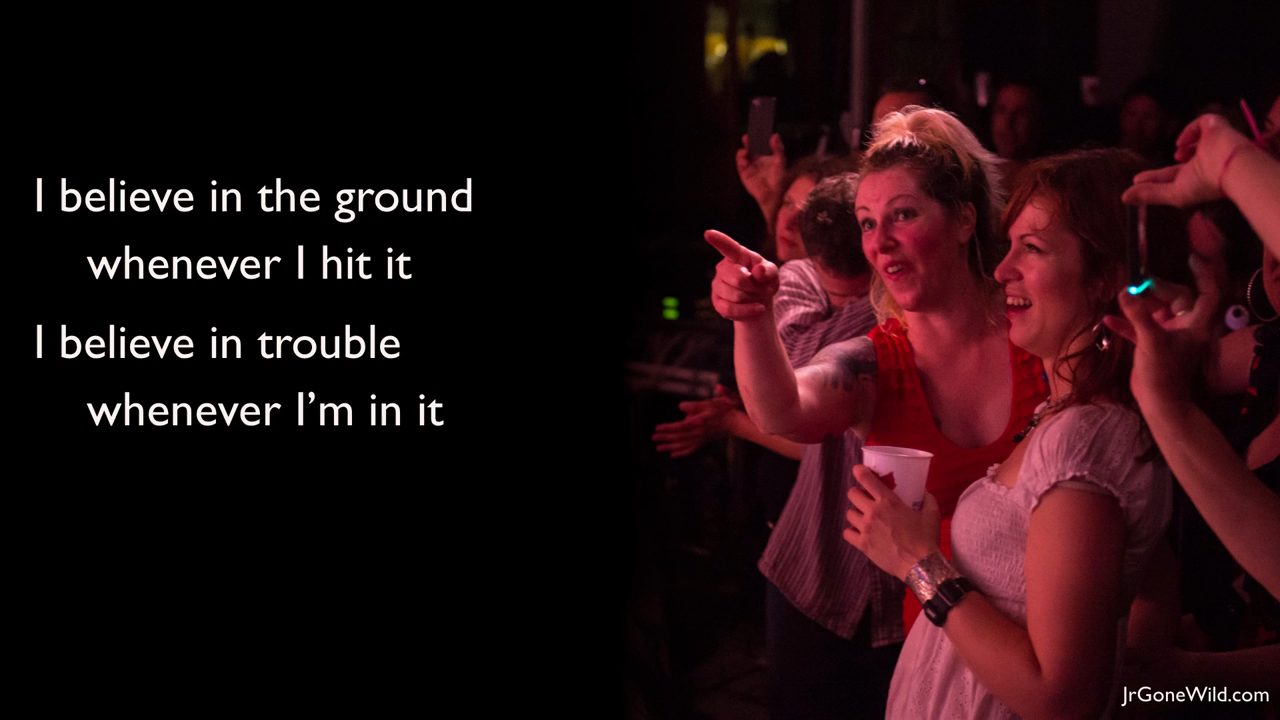 I believe in the ground
whenever I hit it
I believe in trouble
whenever I’m in it
JrGoneWild.com